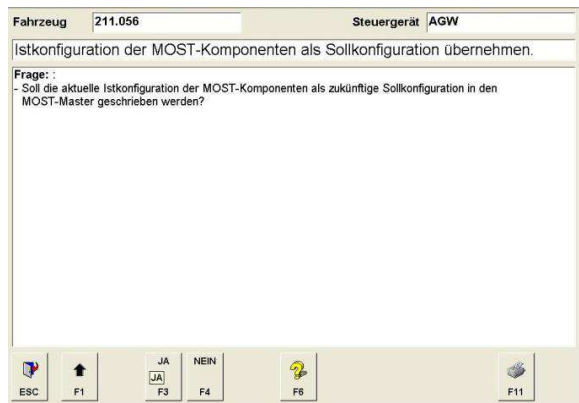 Fahrzeug 211.056 Steuergerät AGW
Istkonfiguration der MOST-Komponenten als Sollkonfiguration übernehmen.
Frage: :
- Soll die aktuelle Istkonfiguration der MOST-Komponenten als zukünftige Sollkonfiguration in den
MOST-Master geschrieben werden?
JA NEIN
JA
ESC F1 F3 F4 F6 F11